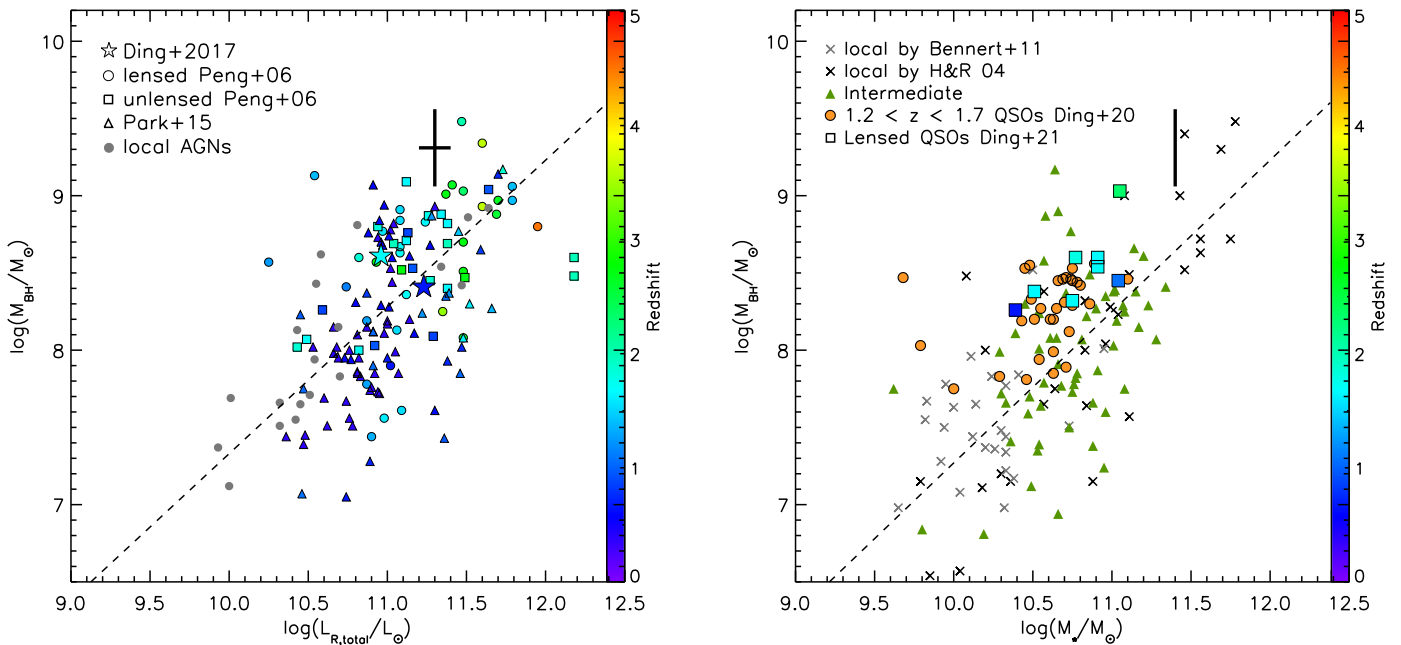 10
9
8
7
log(M_BH/M_⊙)
Ding+2017
lensed Peng+06
unlensed Peng+06
Park+15
local AGNs
9.0 9.5 10.0 10.5 11.0 11.5 12.0 12.5
log(L_R,total/L_⊙)
5
4
3
2
1
0
Redshift
10
9
8
7
log(M_BH/M_⊙)
local by Bennert+11
local by H&R 04
Intermediate
1.2 < z < 1.7 QSOs Ding+20
Lensed QSOs Ding+21
9.0 9.5 10.0 10.5 11.0 11.5 12.0 12.5
log(M_*/M_⊙)
5
4
3
2
1
0
Redshift